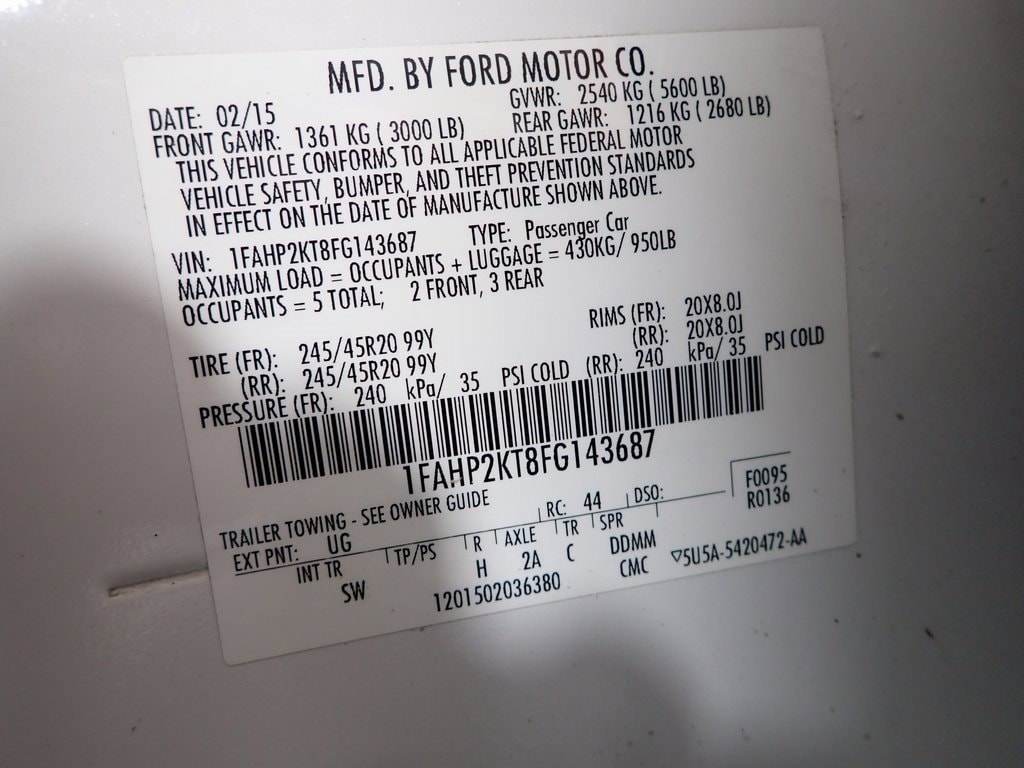 MFD. BY FORD MOTOR CO.
DATE: 02/15 GVWR: 2540 KG ( 5600 LB)
FRONT GAWR: 1361 KG ( 3000 LB) REAR GAWR: 1216 KG ( 2680 LB)
THIS VEHICLE CONFORMS TO ALL APPLICABLE FEDERAL MOTOR
VEHICLE SAFETY, BUMPER, AND THEFT PREVENTION STANDARDS
IN EFFECT ON THE DATE OF MANUFACTURE SHOWN ABOVE.
VIN: 1FAHP2KT8FG143687 TYPE: Passenger Car
MAXIMUM LOAD = OCCUPANTS + LUGGAGE = 430KG/ 950LB
OCCUPANTS = 5 TOTAL; 2 FRONT, 3 REAR
TIRE (FR): 245/45R20 99Y RIMS (FR): 20X8.0J
(RR): 245/45R20 99Y (RR): 20X8.0J
PRESSURE (FR): 240 kPa/ 35 PSI COLD (RR): 240 kPa/ 35 PSI COLD
1FAHP2KT8FG143687
TRAILER TOWING - SEE OWNER GUIDE F0095
EXT PNT: UG RC: 44 DSO: R0136
INT TR TP/PS R AXLE TR SPR
SW H 2A C DDMM
1201502036380 CMC ▽5U5A-5420472-AA